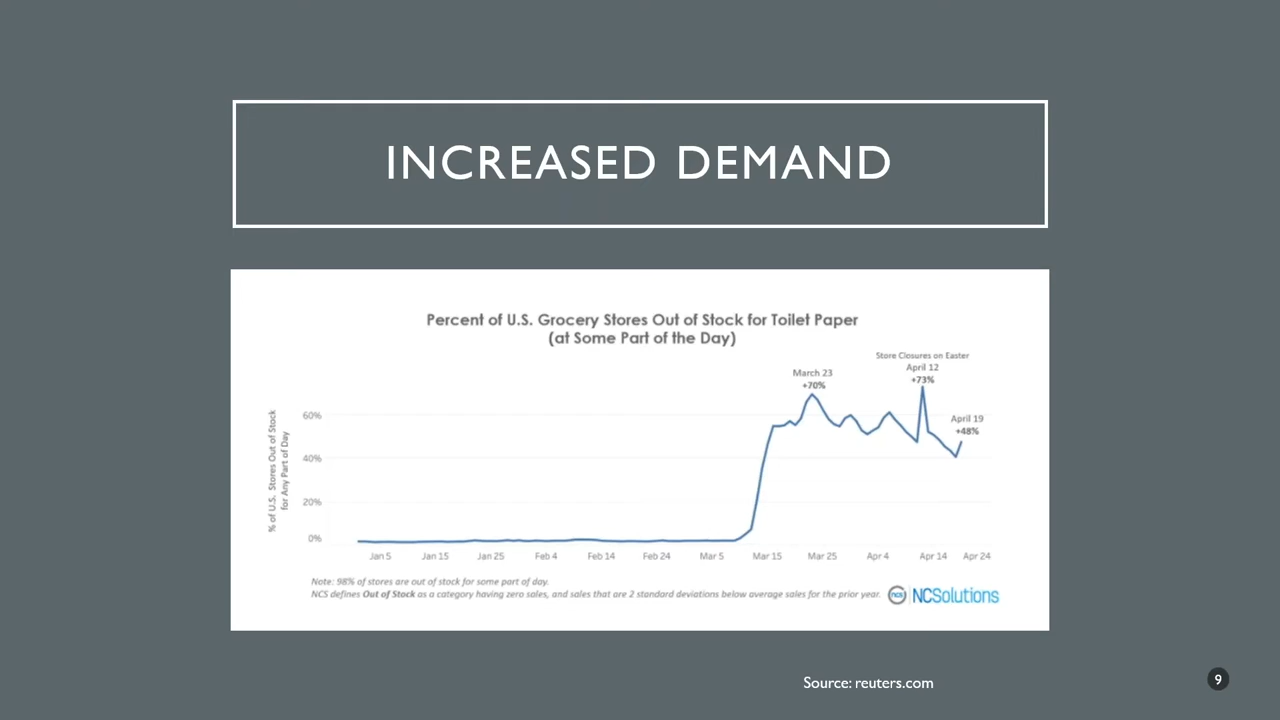 INCREASED DEMAND
Percent of U.S. Grocery Stores Out of Stock for Toilet Paper
(at Some Part of the Day)
Store Closures on Easter
April 12
+73%
March 23
+70%
April 19
+48%
% of U.S. Stores Out of Stock
for Any Part of Day
60%
40%
20%
0%
Jan 5 Jan 15 Jan 25 Feb 4 Feb 14 Feb 24 Mar 5 Mar 15 Mar 25 Apr 4 Apr 14 Apr 24
Note: 98% of stores are out of stock for some part of day.
NCS defines Out of Stock as a category having zero sales, and sales that are 2 standard deviations below average sales for the prior year.
ncs NCSolutions
Source: reuters.com
9